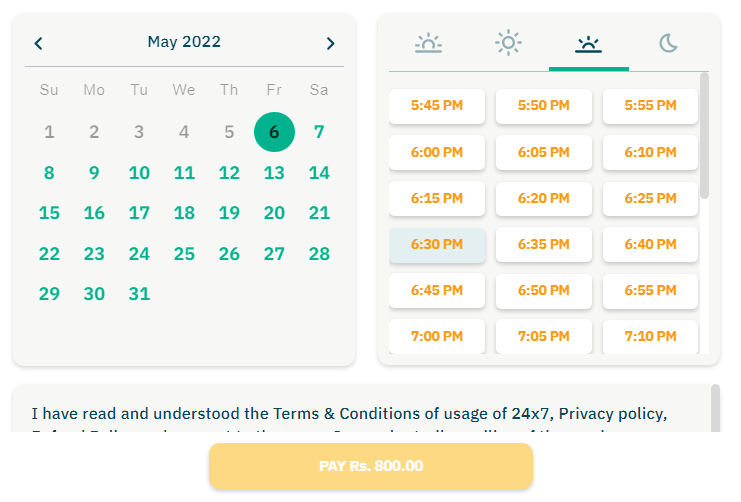 May 2022
Su Mo Tu We Th Fr Sa
1 2 3 4 5 6 7
8 9 10 11 12 13 14
15 16 17 18 19 20 21
22 23 24 25 26 27 28
29 30 31
5:45 PM 5:50 PM 5:55 PM
6:00 PM 6:05 PM 6:10 PM
6:15 PM 6:20 PM 6:25 PM
6:30 PM 6:35 PM 6:40 PM
6:45 PM 6:50 PM 6:55 PM
7:00 PM 7:05 PM 7:10 PM
I have read and understood the Terms & Conditions of usage of 24x7, Privacy policy,
PAY Rs. 800.00